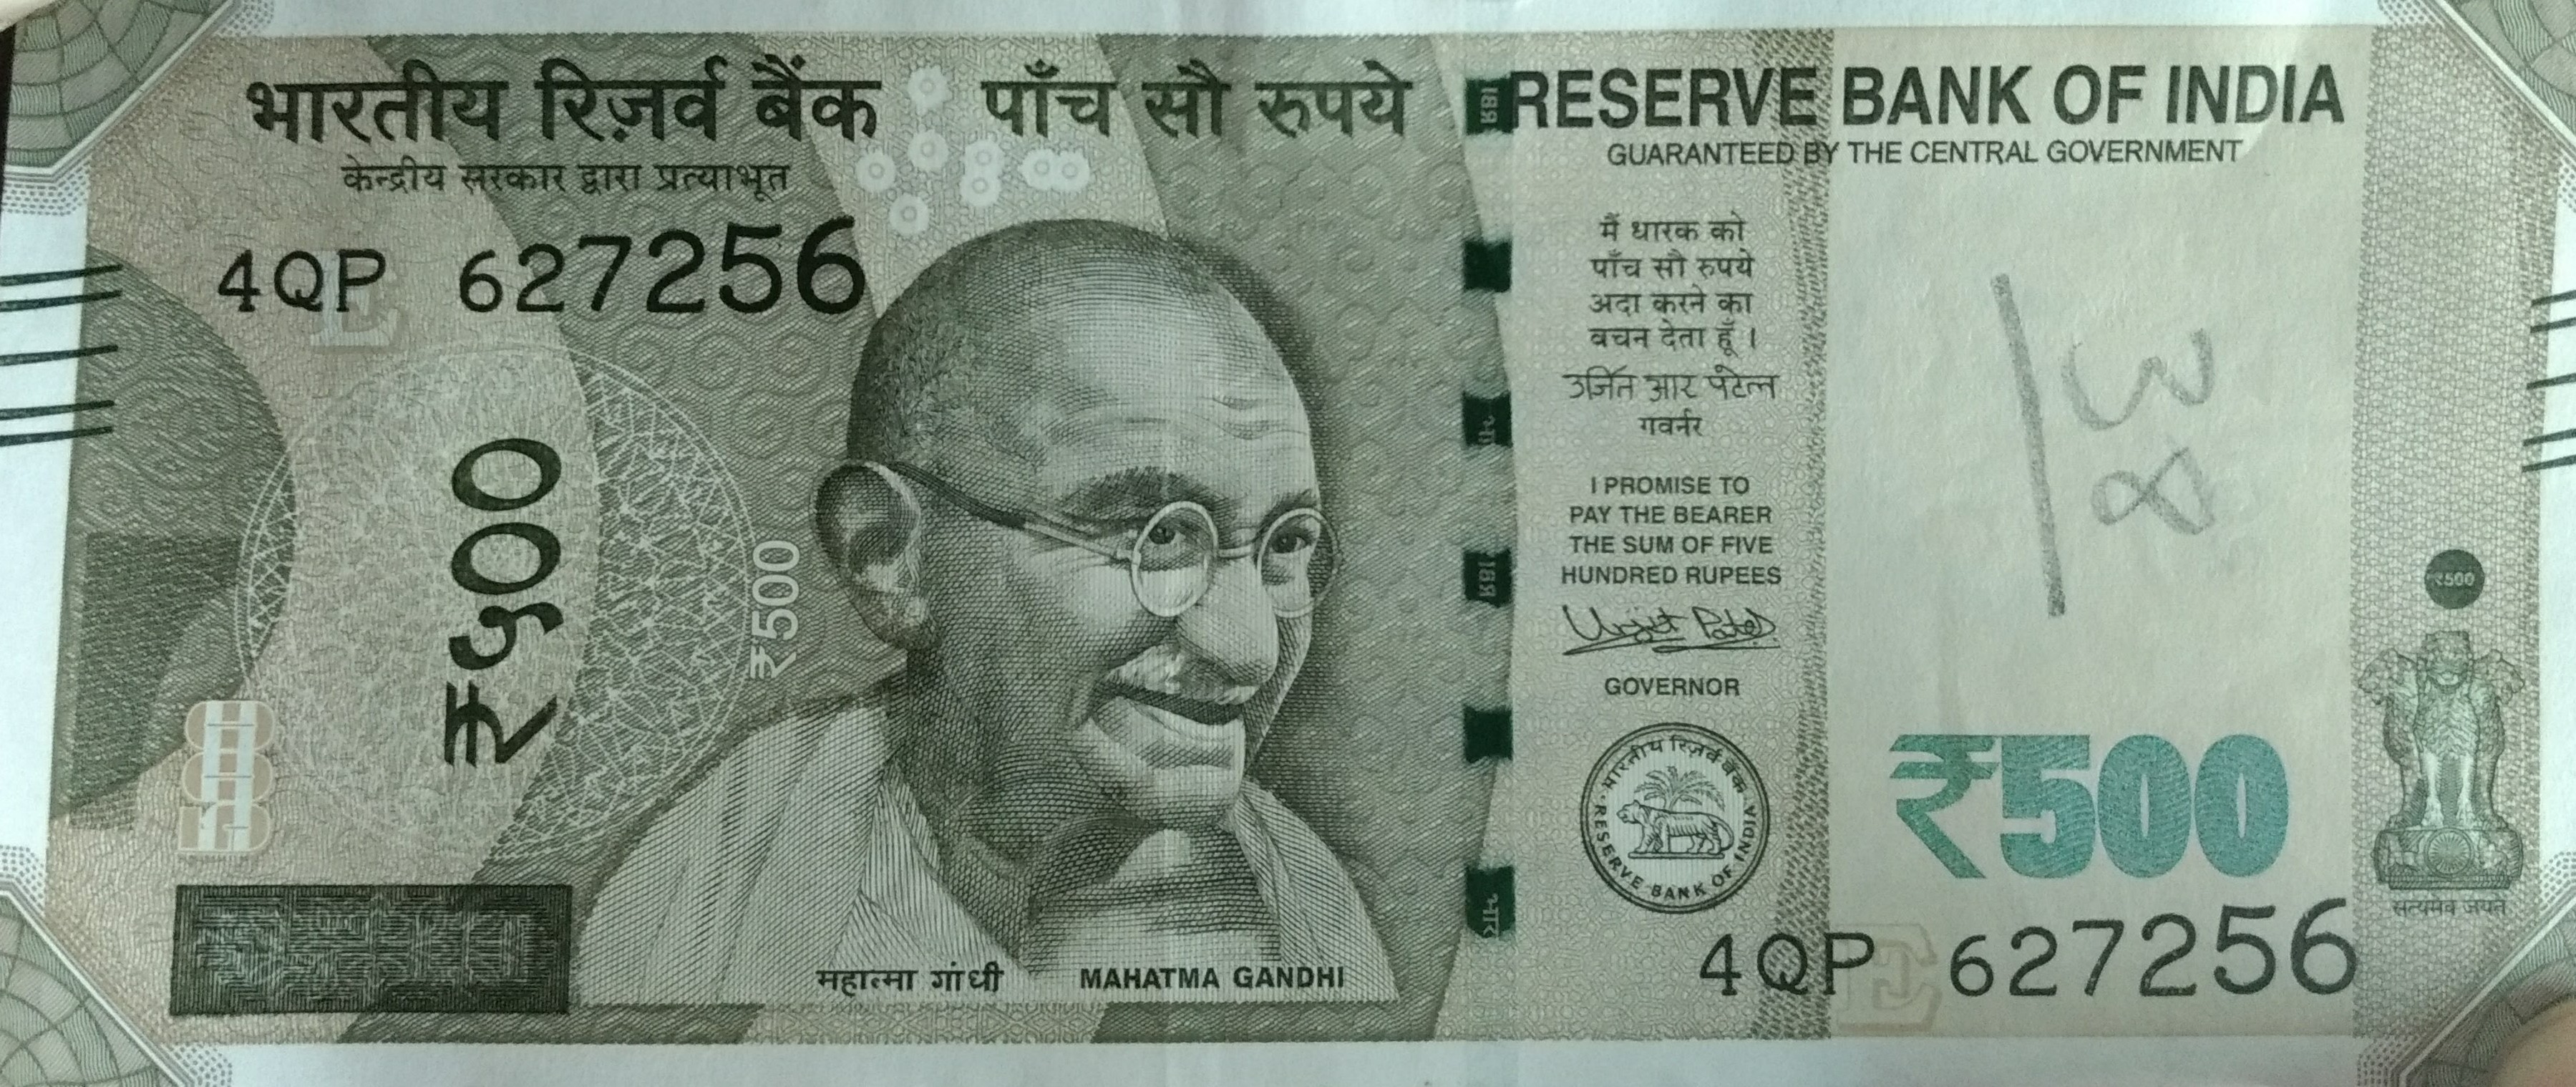 भारतीय रिज़र्व बैंक
केन्द्रीय सरकार द्वारा प्रत्याभूत
पाँच सौ रुपये
RESERVE BANK OF INDIA
GUARANTEED BY THE CENTRAL GOVERNMENT
4QP 627256
₹५००
₹500
मैं धारक को
पाँच सौ रुपये
अदा करने का
वचन देता हूँ ।
उर्जित आर पटेल
गवर्नर
I PROMISE TO
PAY THE BEARER
THE SUM OF FIVE
HUNDRED RUPEES
Urjit Patel
GOVERNOR
भारतीय रिज़र्व बैंक
RESERVE BANK OF INDIA
₹500
₹500
सत्यमेव जयते
4QP 627256
महात्मा गांधी
MAHATMA GANDHI